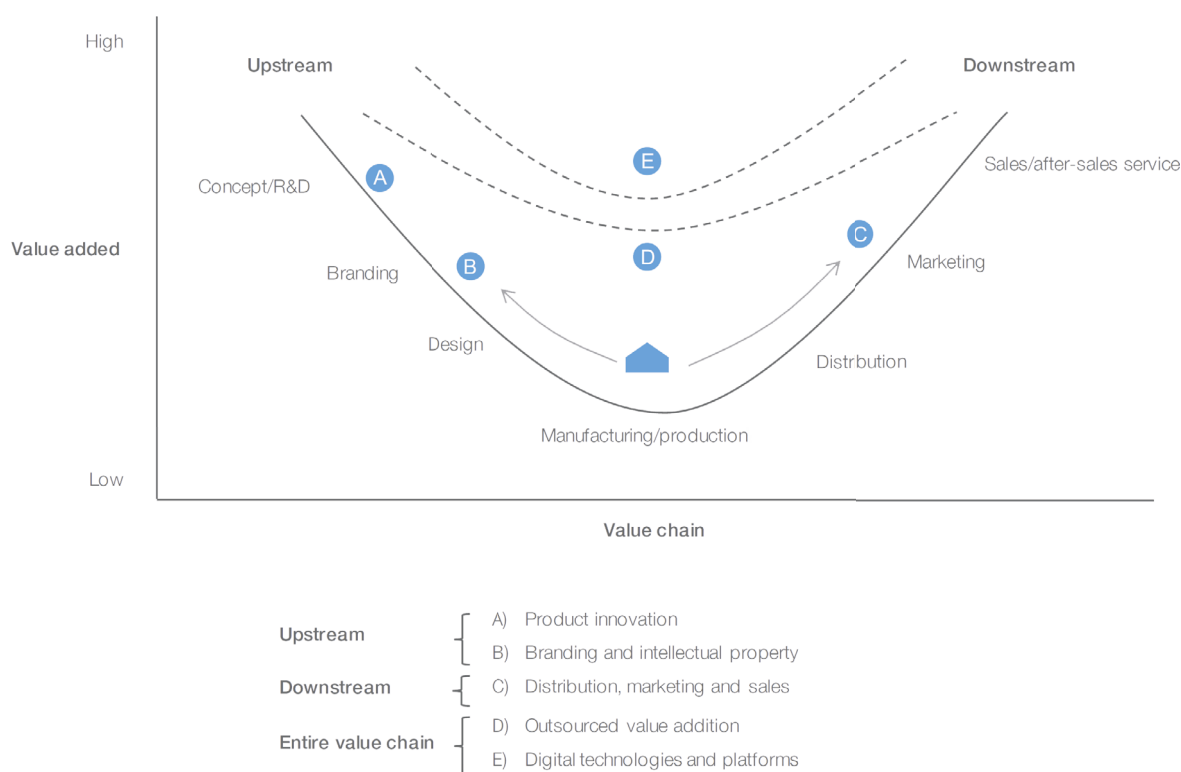 High
Upstream
Downstream
E
Sales/after-sales service
A
Concept/R&D
C
Value added
D
Marketing
B
Branding
Design
Distrbution
Manufacturing/production
Low
Value chain
Upstream
A) Product innovation
B) Branding and intellectual property
Downstream
C) Distribution, marketing and sales
Entire value chain
D) Outsourced value addition
E) Digital technologies and platforms